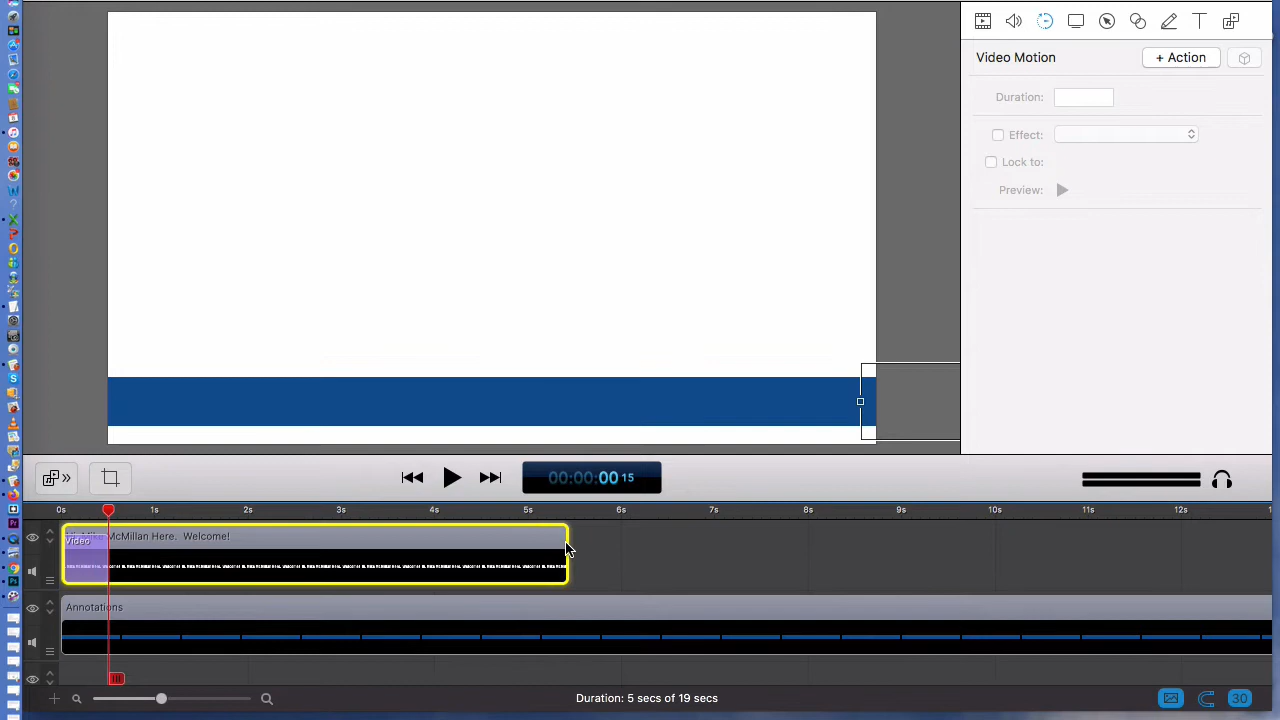 Video Motion
+ Action
Duration:
Effect:
Lock to:
Preview:
00:00:00 15
0s 1s 2s 3s 4s 5s 6s 7s 8s 9s 10s 11s 12s
McMillan Here. Welcome!
Video
Annotations
Duration: 5 secs of 19 secs
30